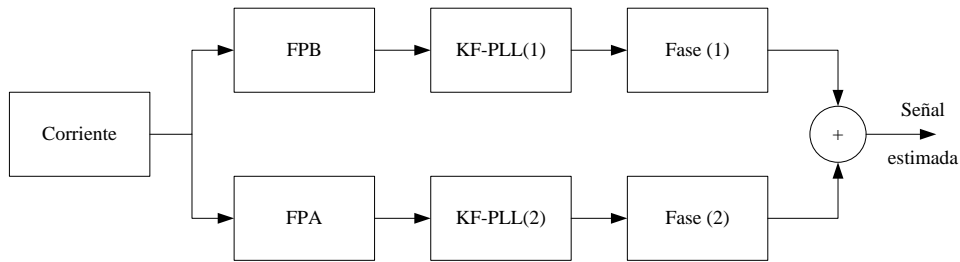 FPB
KF-PLL(1)
Fase (1)
Corriente
+
Señal
estimada
FPA
KF-PLL(2)
Fase (2)